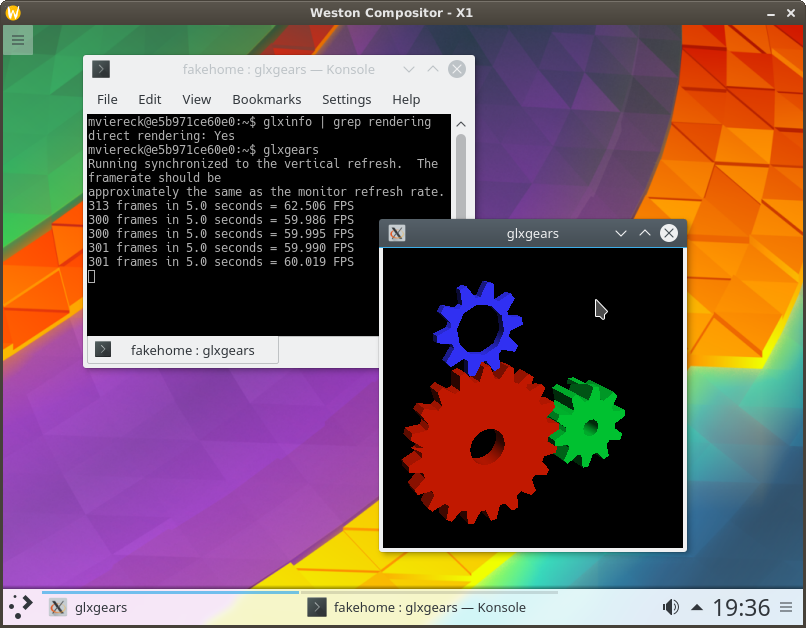 Weston Compositor - X1
fakehome : glxgears — Konsole
File Edit View Bookmarks Settings Help
mviereck@e5b971ce60e0:~$ glxinfo | grep rendering
direct rendering: Yes
mviereck@e5b971ce60e0:~$ glxgears
Running synchronized to the vertical refresh.  The
framerate should be
approximately the same as the monitor refresh rate.
313 frames in 5.0 seconds = 62.506 FPS
300 frames in 5.0 seconds = 59.986 FPS
300 frames in 5.0 seconds = 59.995 FPS
301 frames in 5.0 seconds = 59.990 FPS
301 frames in 5.0 seconds = 60.019 FPS
fakehome : glxgears
glxgears
glxgears
fakehome : glxgears — Konsole
19:36